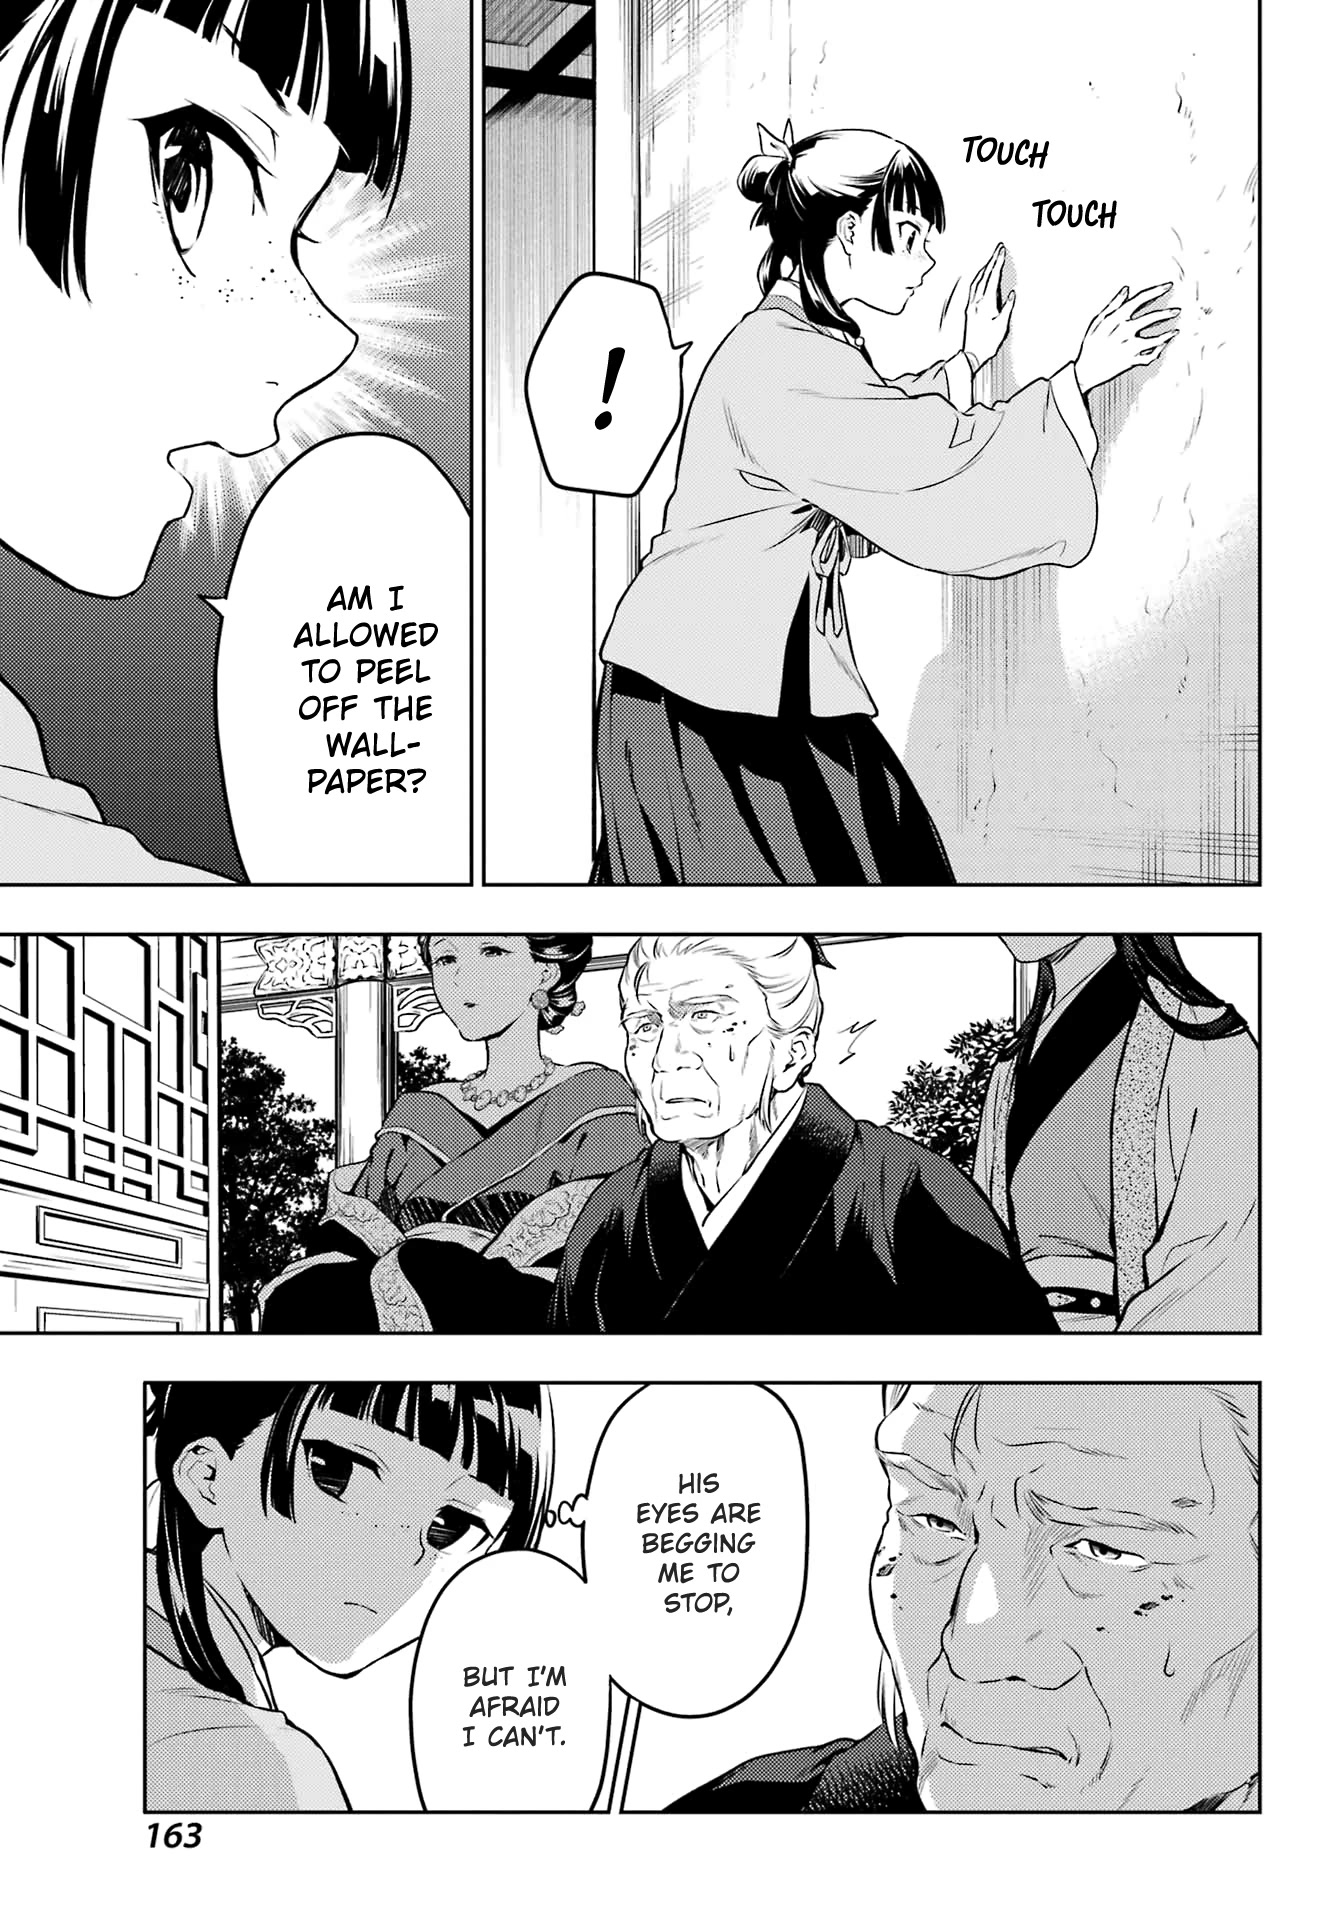 TOUCH
TOUCH
!
AM I
ALLOWED
TO PEEL
OFF THE
WALL-
PAPER?
HIS
EYES ARE
BEGGING
ME TO
STOP,
BUT I'M
AFRAID
I CAN'T.
163